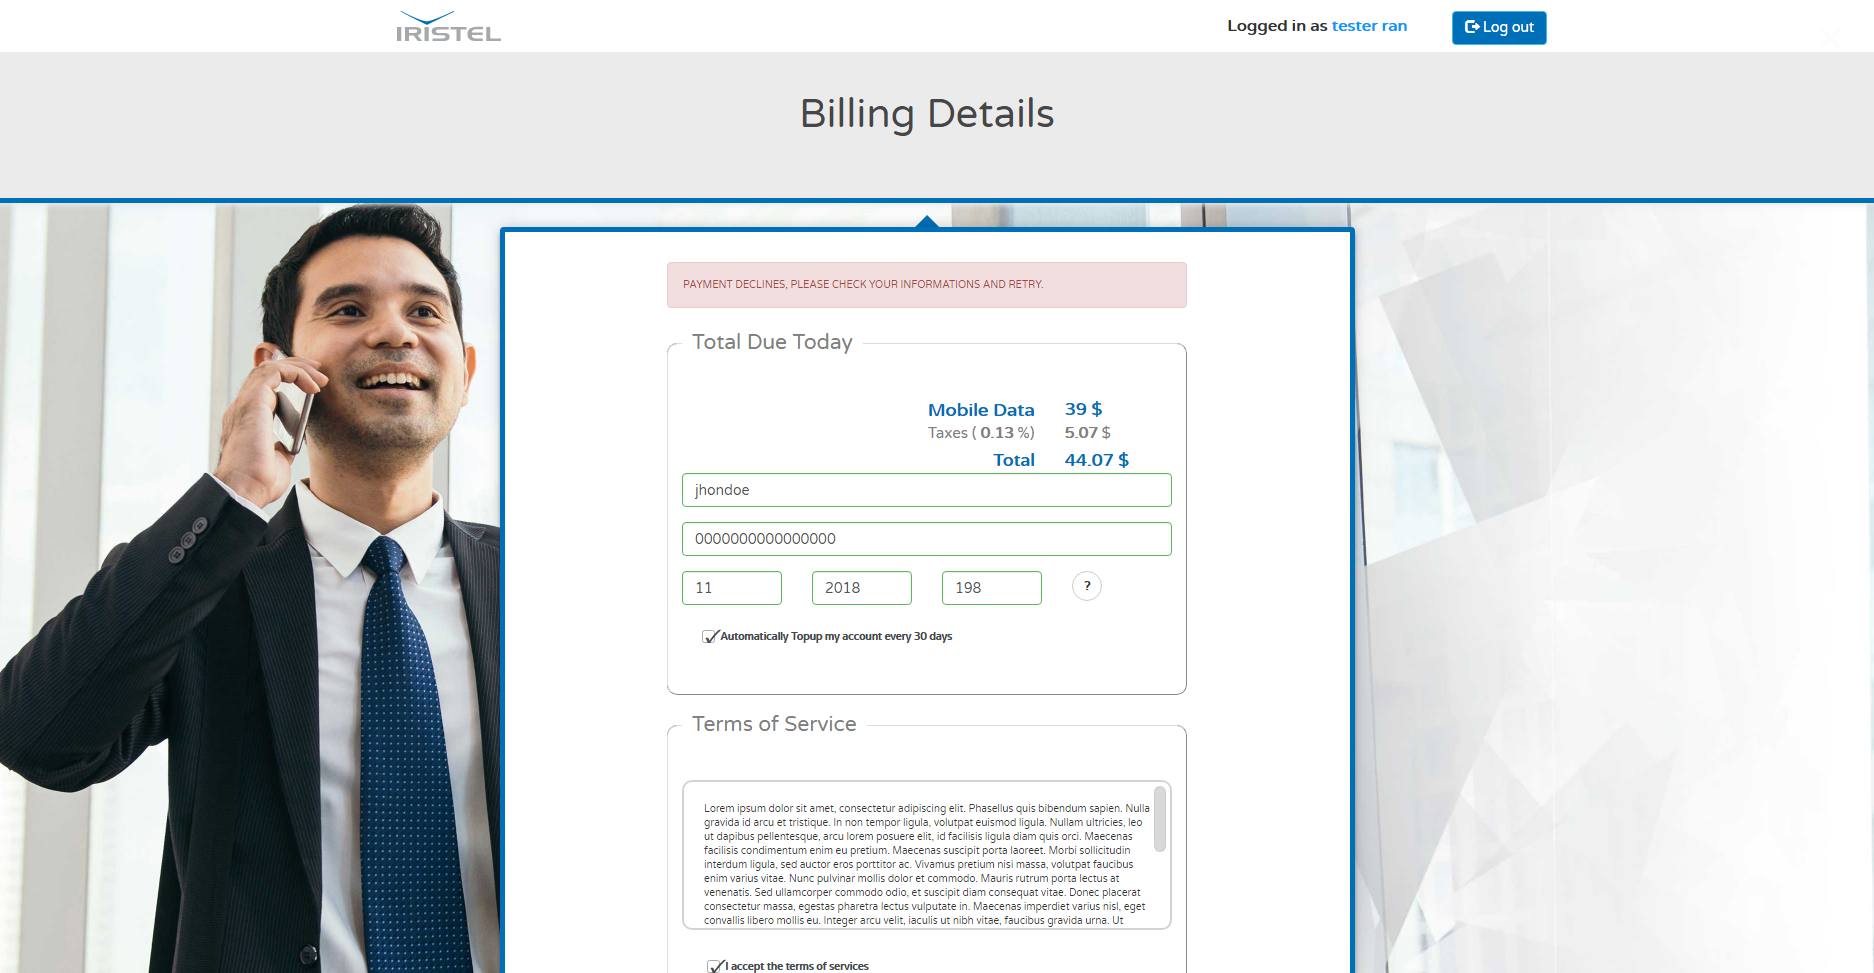 IRISTEL
Logged in as tester ran
Log out
Billing Details
PAYMENT DECLINES, PLEASE CHECK YOUR INFORMATIONS AND RETRY.
Total Due Today
Mobile Data 39 $
Taxes ( 0.13 %) 5.07 $
Total 44.07 $
jhondoe
0000000000000000
11 2018 198 ?
Automatically Topup my account every 30 days
Terms of Service
Lorem ipsum dolor sit amet, consectetur adipiscing elit. Phasellus quis bibendum sapien. Nulla
gravida id arcu et tristique. In non tempor ligula, volutpat euismod ligula. Nullam ultricies, leo
ut dapibus pellentesque, arcu lorem posuere elit, id facilisis ligula diam quis orci. Maecenas
facilisis condimentum enim eu pretium. Maecenas suscipit porta laoreet. Morbi sollicitudin
interdum ligula, sed auctor eros porttitor ac. Vivamus pretium nisi massa, volutpat faucibus
enim varius vitae. Nunc pulvinar mollis dolor et commodo. Mauris rutrum porta lectus at
venenatis. Sed ullamcorper commodo odio, et suscipit diam consequat vitae. Donec placerat
consectetur massa, egestas pharetra lectus vulputate in. Maecenas imperdiet varius nisl, eget
convallis libero mollis eu. Integer arcu velit, iaculis ut nibh vitae, faucibus gravida urna. Ut
I accept the terms of services